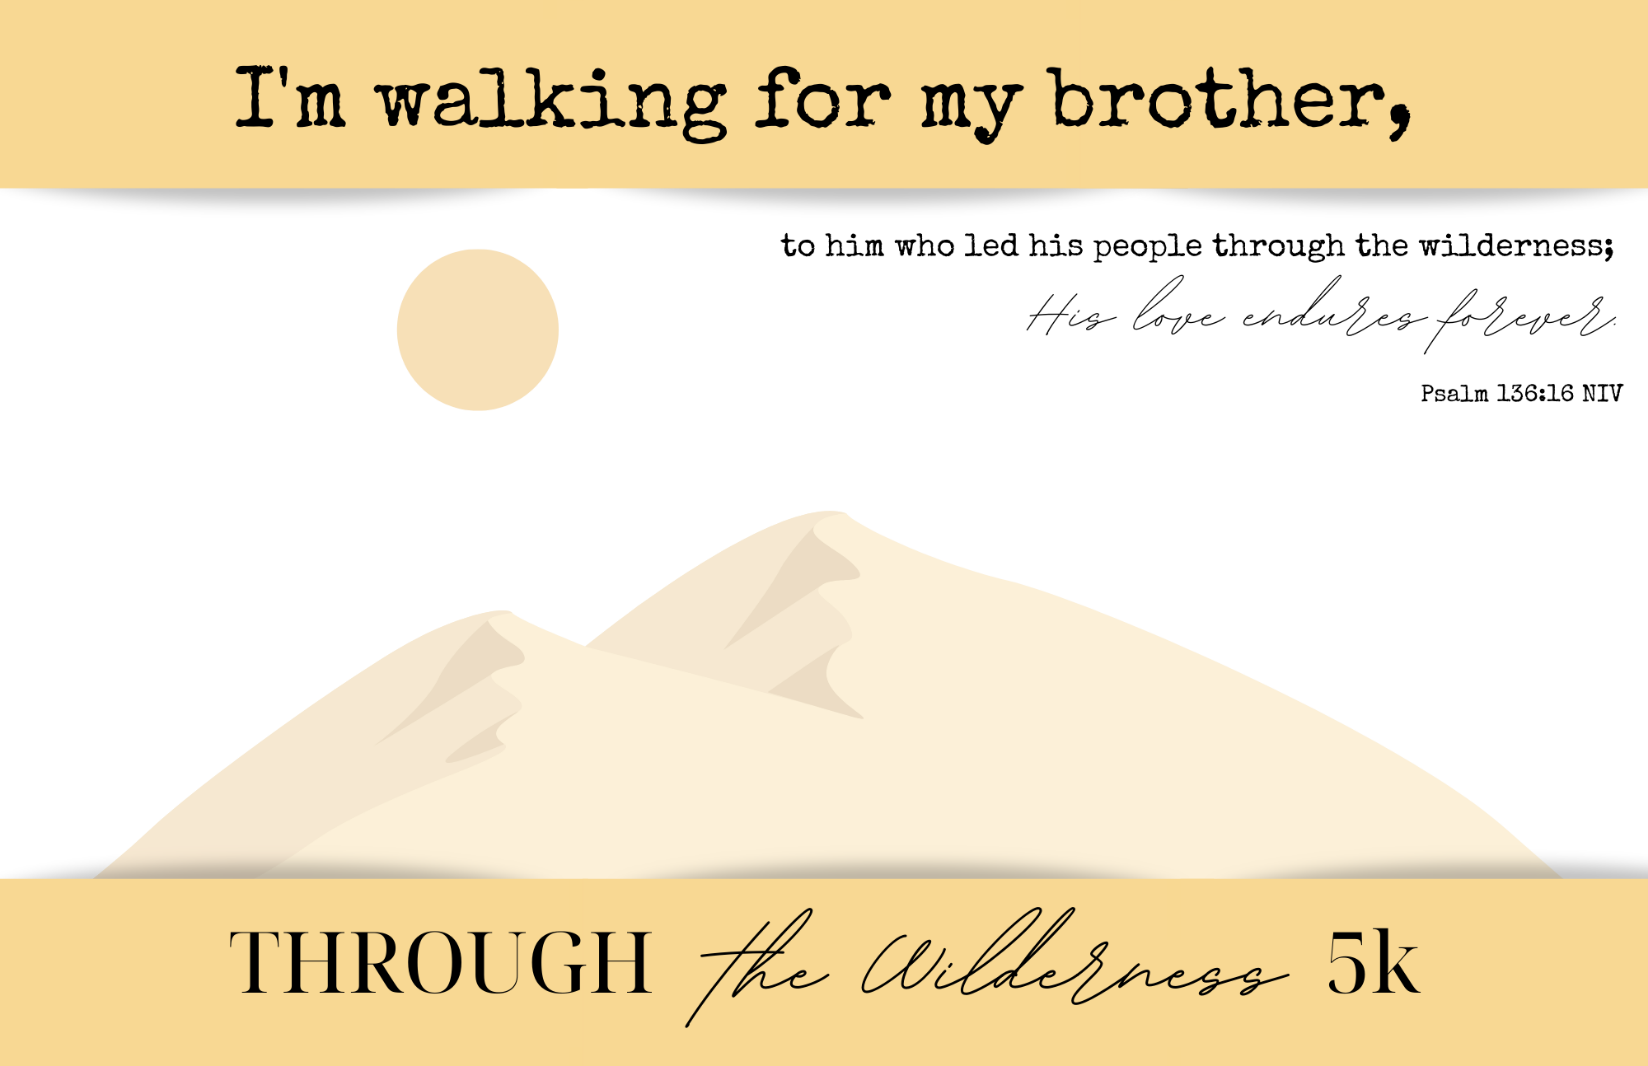 I'm walking for my brother,
to him who led his people through the wilderness;
His love endures forever.
Psalm 136:16 NIV
THROUGH the Wilderness 5k